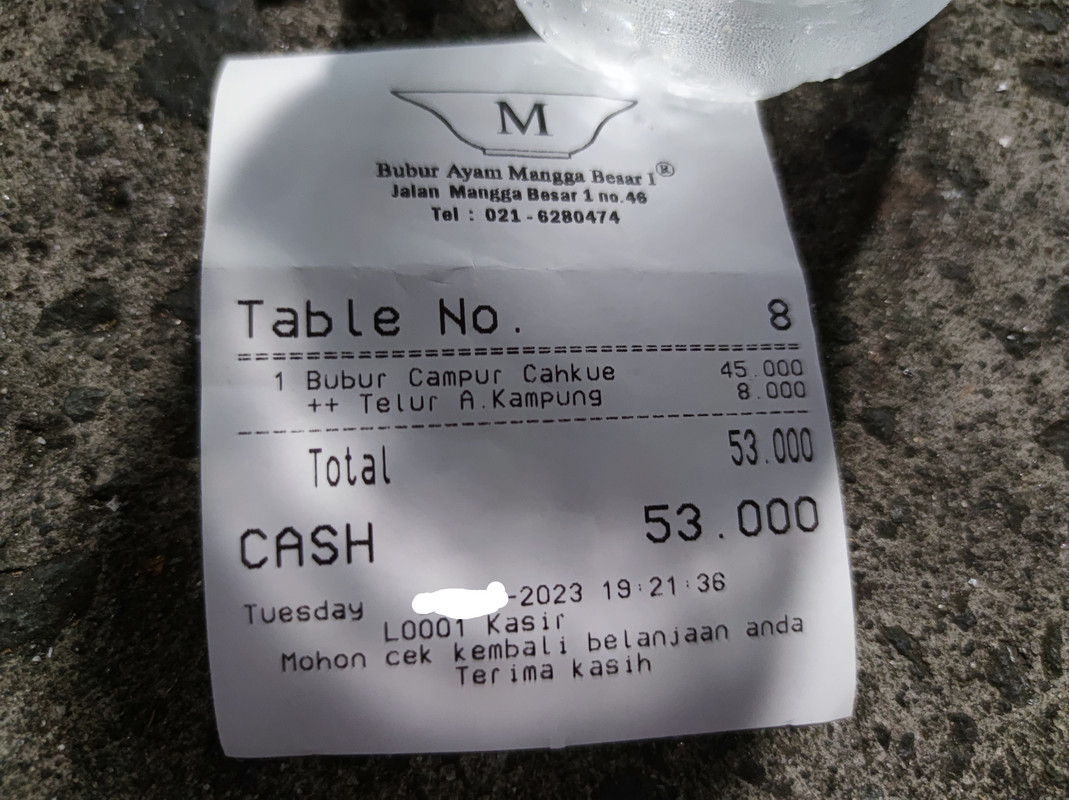 M
Bubur Ayam Mangga Besar 1®
Jalan Mangga Besar 1 no.46
Tel : 021 - 6280474
Table No. 8
1 Bubur Campur Cahkue 45.000
++ Telur A.Kampung 8.000
Total 53.000
CASH 53.000
Tuesday -2023 19:21:36
L0001 Kasir
Mohon cek kembali belanjaan anda
Terima kasih